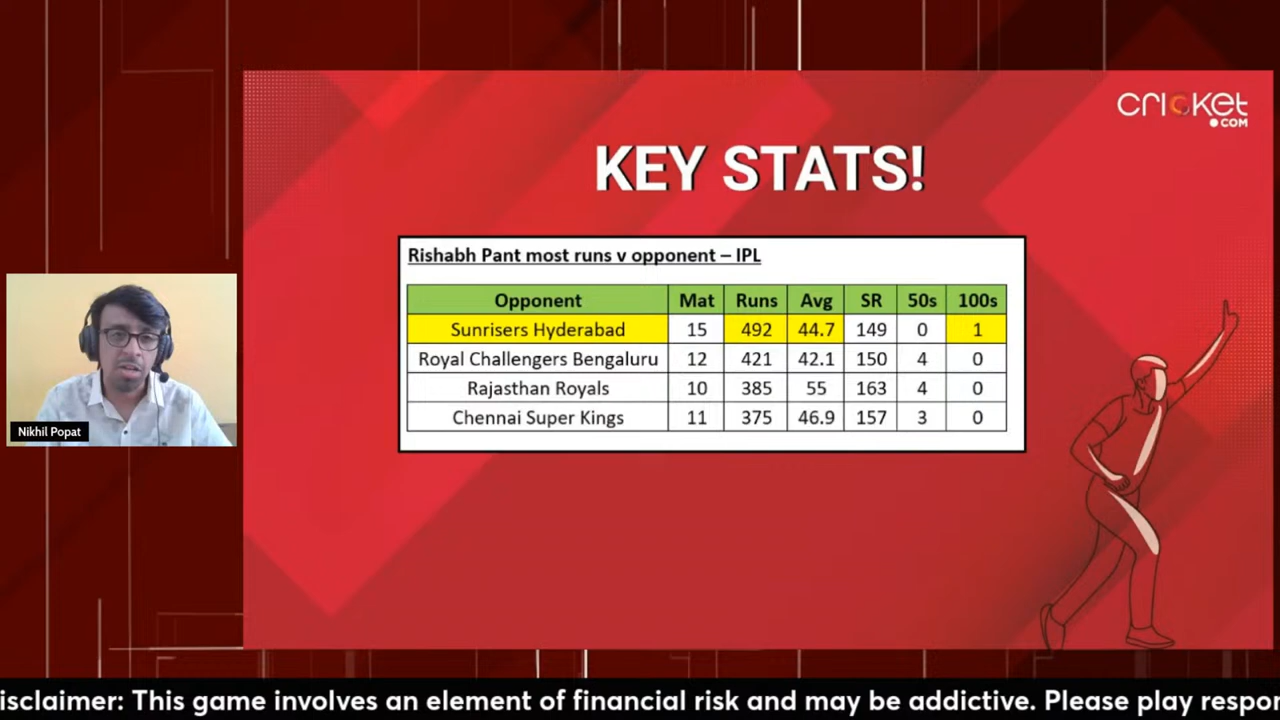 cricket
.COM
KEY STATS!
Rishabh Pant most runs v opponent – IPL
Opponent Mat Runs Avg SR 50s 100s
Sunrisers Hyderabad 15 492 44.7 149 0 1
Royal Challengers Bengaluru 12 421 42.1 150 4 0
Rajasthan Royals 10 385 55 163 4 0
Chennai Super Kings 11 375 46.9 157 3 0
Nikhil Popat
isclaimer: This game involves an element of financial risk and may be addictive. Please play respor